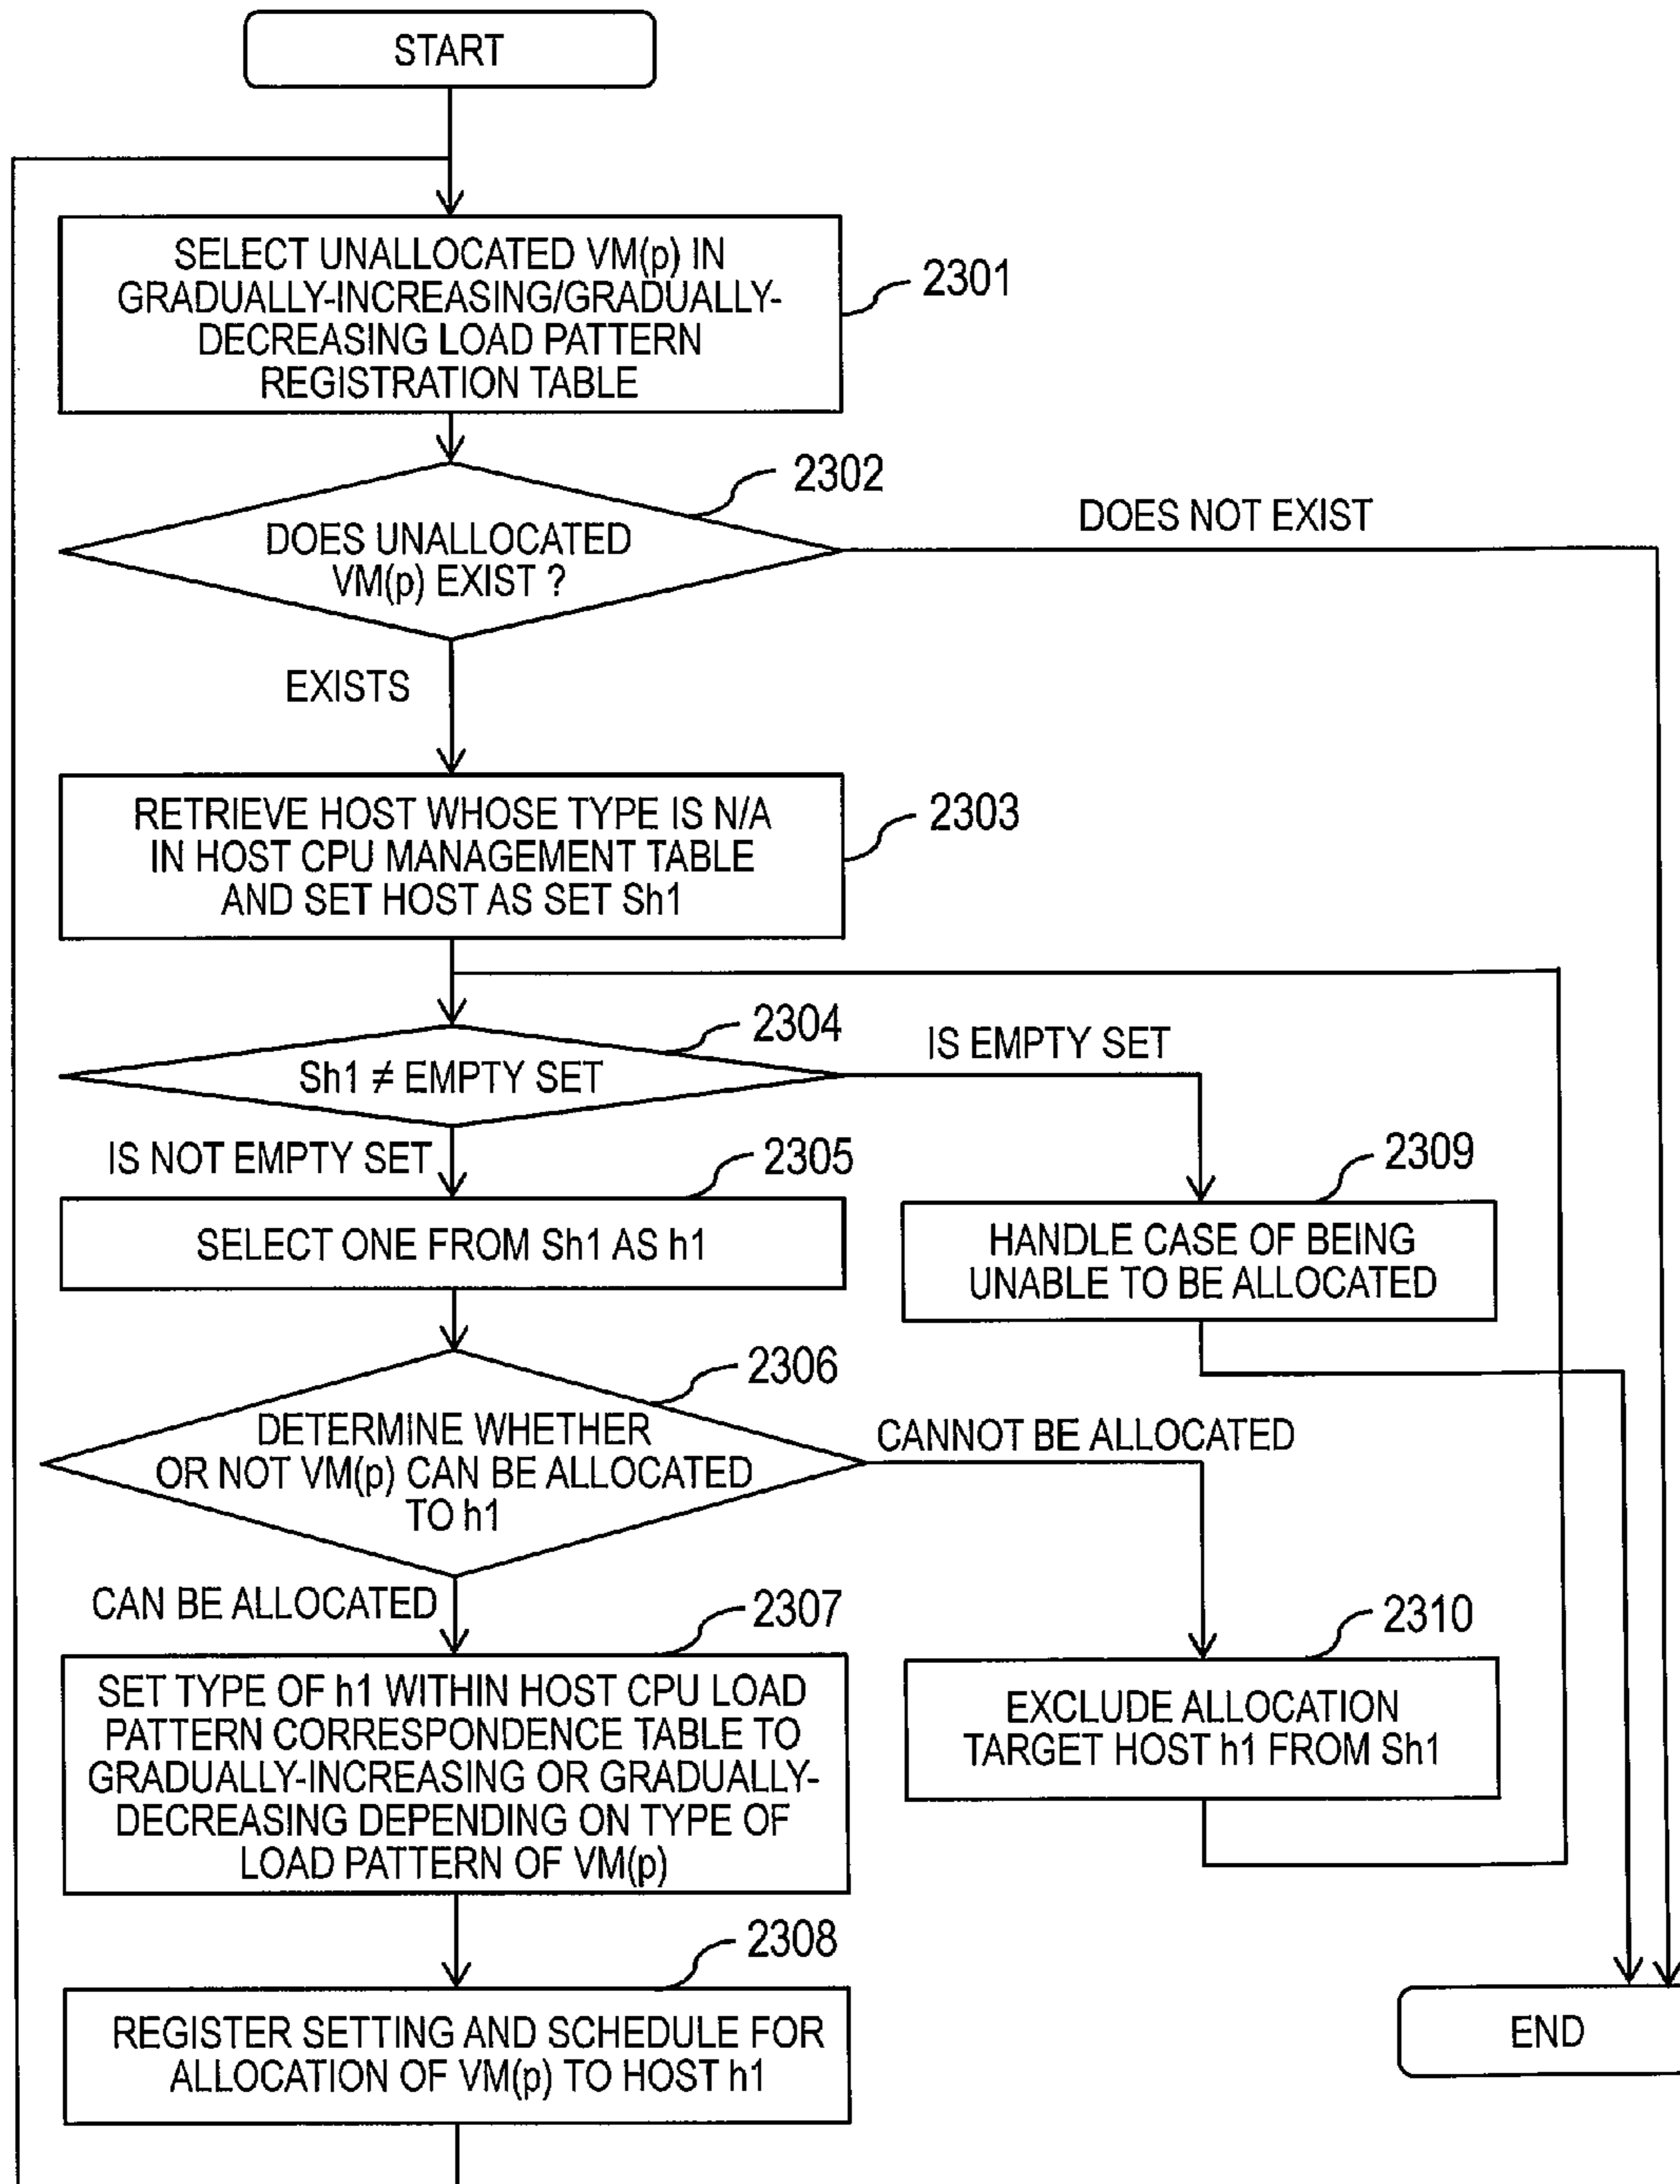 START
SELECT UNALLOCATED VM(p) IN
GRADUALLY-INCREASING/GRADUALLY-
DECREASING LOAD PATTERN
REGISTRATION TABLE
2301
2302
DOES UNALLOCATED
VM(p) EXIST ?
DOES NOT EXIST
EXISTS
RETRIEVE HOST WHOSE TYPE IS N/A
IN HOST CPU MANAGEMENT TABLE
AND SET HOST AS SET Sh1
2303
2304
Sh1 ≠ EMPTY SET
IS EMPTY SET
IS NOT EMPTY SET
2305
SELECT ONE FROM Sh1 AS h1
2309
HANDLE CASE OF BEING
UNABLE TO BE ALLOCATED
2306
DETERMINE WHETHER
OR NOT VM(p) CAN BE ALLOCATED
TO h1
CANNOT BE ALLOCATED
CAN BE ALLOCATED
2307
SET TYPE OF h1 WITHIN HOST CPU LOAD
PATTERN CORRESPONDENCE TABLE TO
GRADUALLY-INCREASING OR GRADUALLY-
DECREASING DEPENDING ON TYPE OF
LOAD PATTERN OF VM(p)
2310
EXCLUDE ALLOCATION
TARGET HOST h1 FROM Sh1
2308
REGISTER SETTING AND SCHEDULE FOR
ALLOCATION OF VM(p) TO HOST h1
END